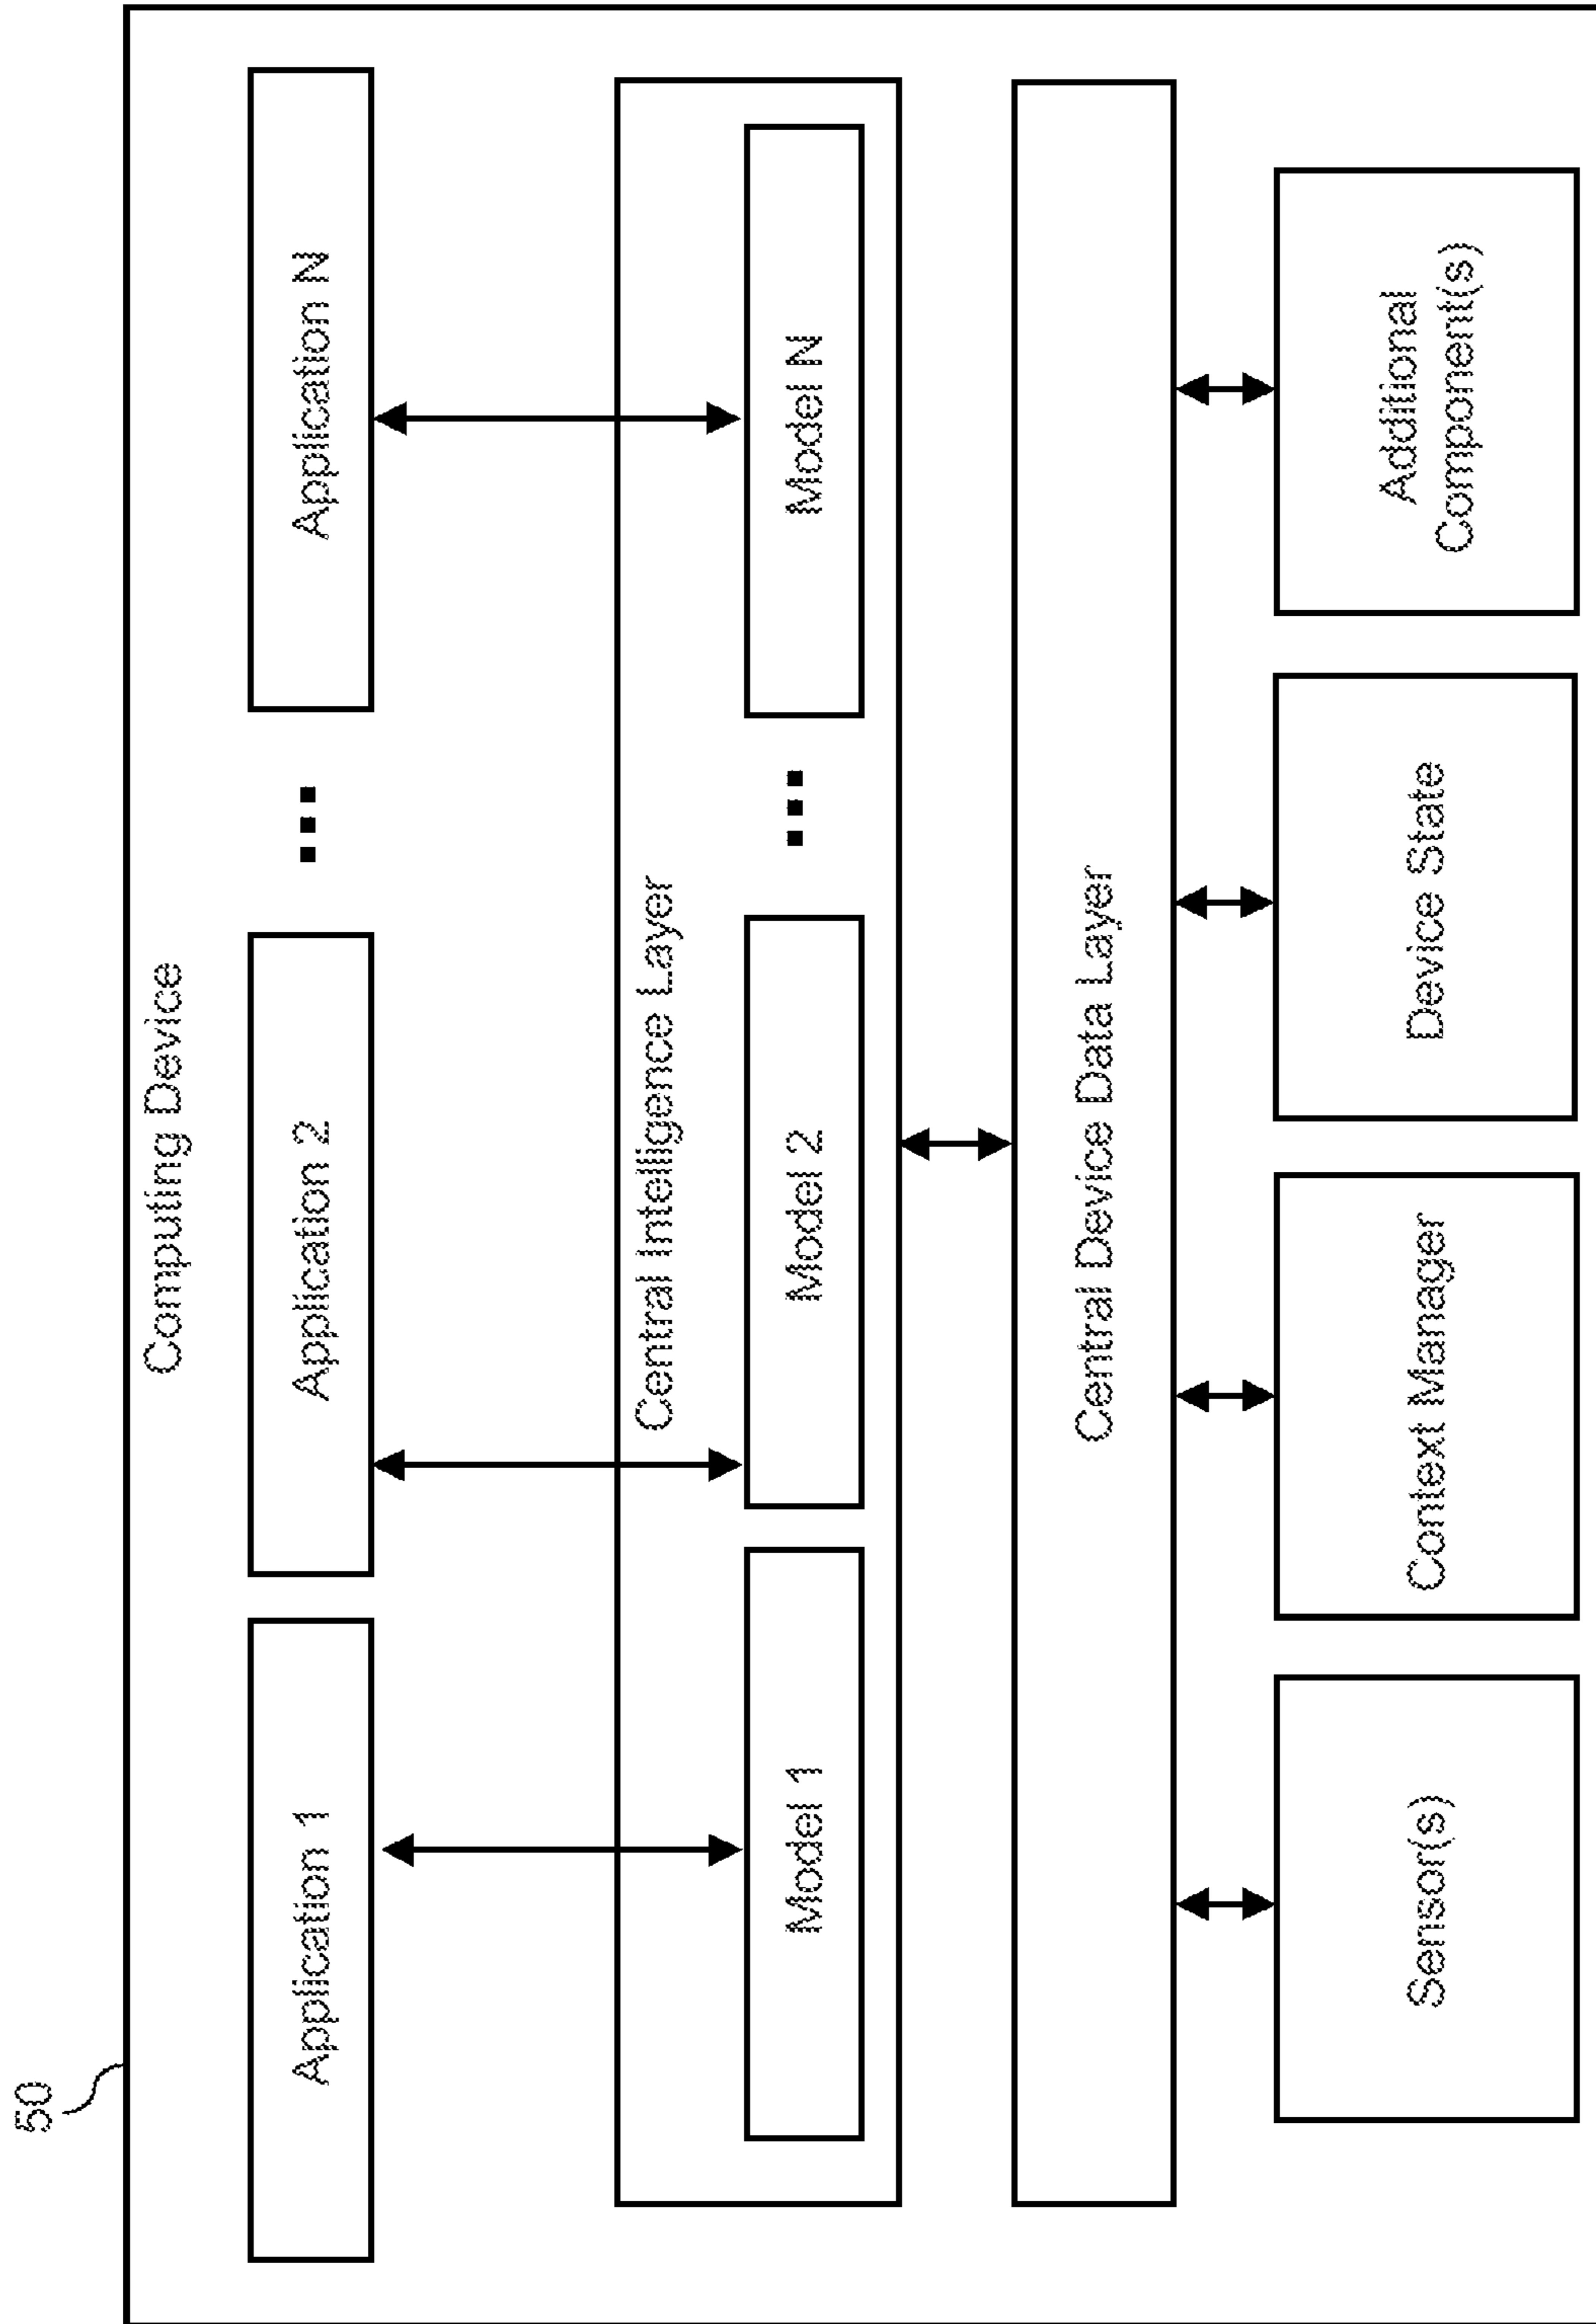 50
Computing Device
Application 1
Application 2
Application N
Central Intelligence Layer
Model 1
Model 2
Model N
Central Device Data Layer
Sensor(s)
Context Manager
Device State
Additional
Component(s)